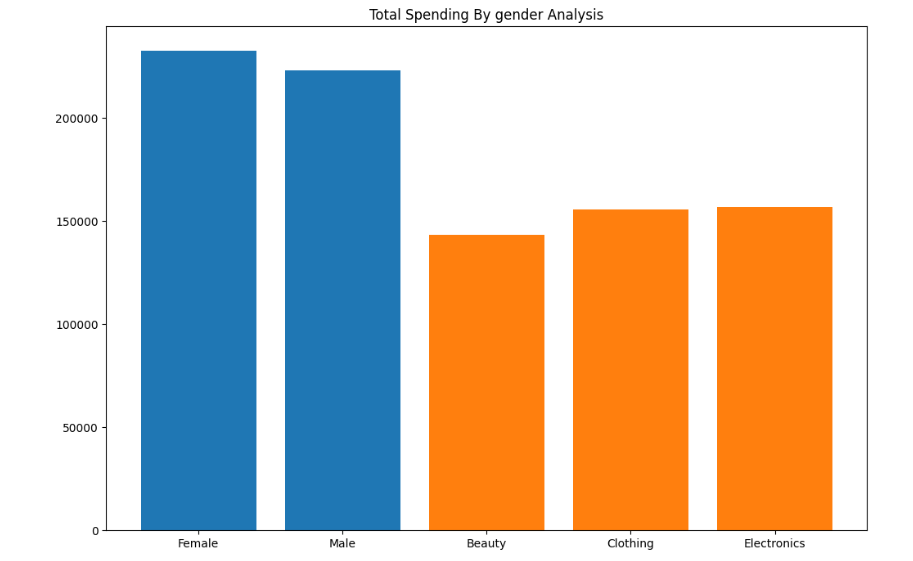 Total Spending By gender Analysis
200000
150000
100000
50000
0
Female Male Beauty Clothing Electronics